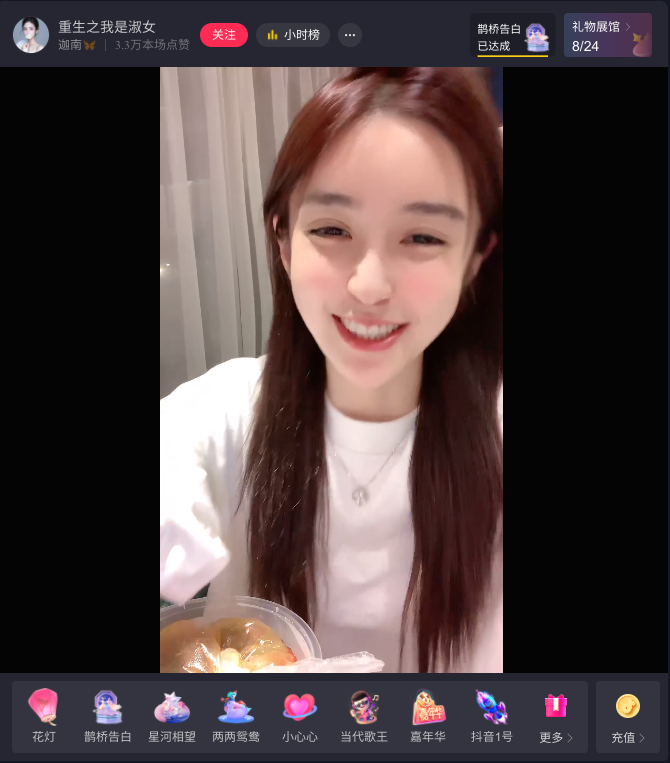 重生之我是淑女
迦南
3.3万本场点赞
关注
小时榜
鹊桥告白
已达成
礼物展馆
8/24
花灯
鹊桥告白
星河相望
两两鸳鸯
小心心
当代歌王
嘉年华
嘉年华
抖音1号
更多
充值